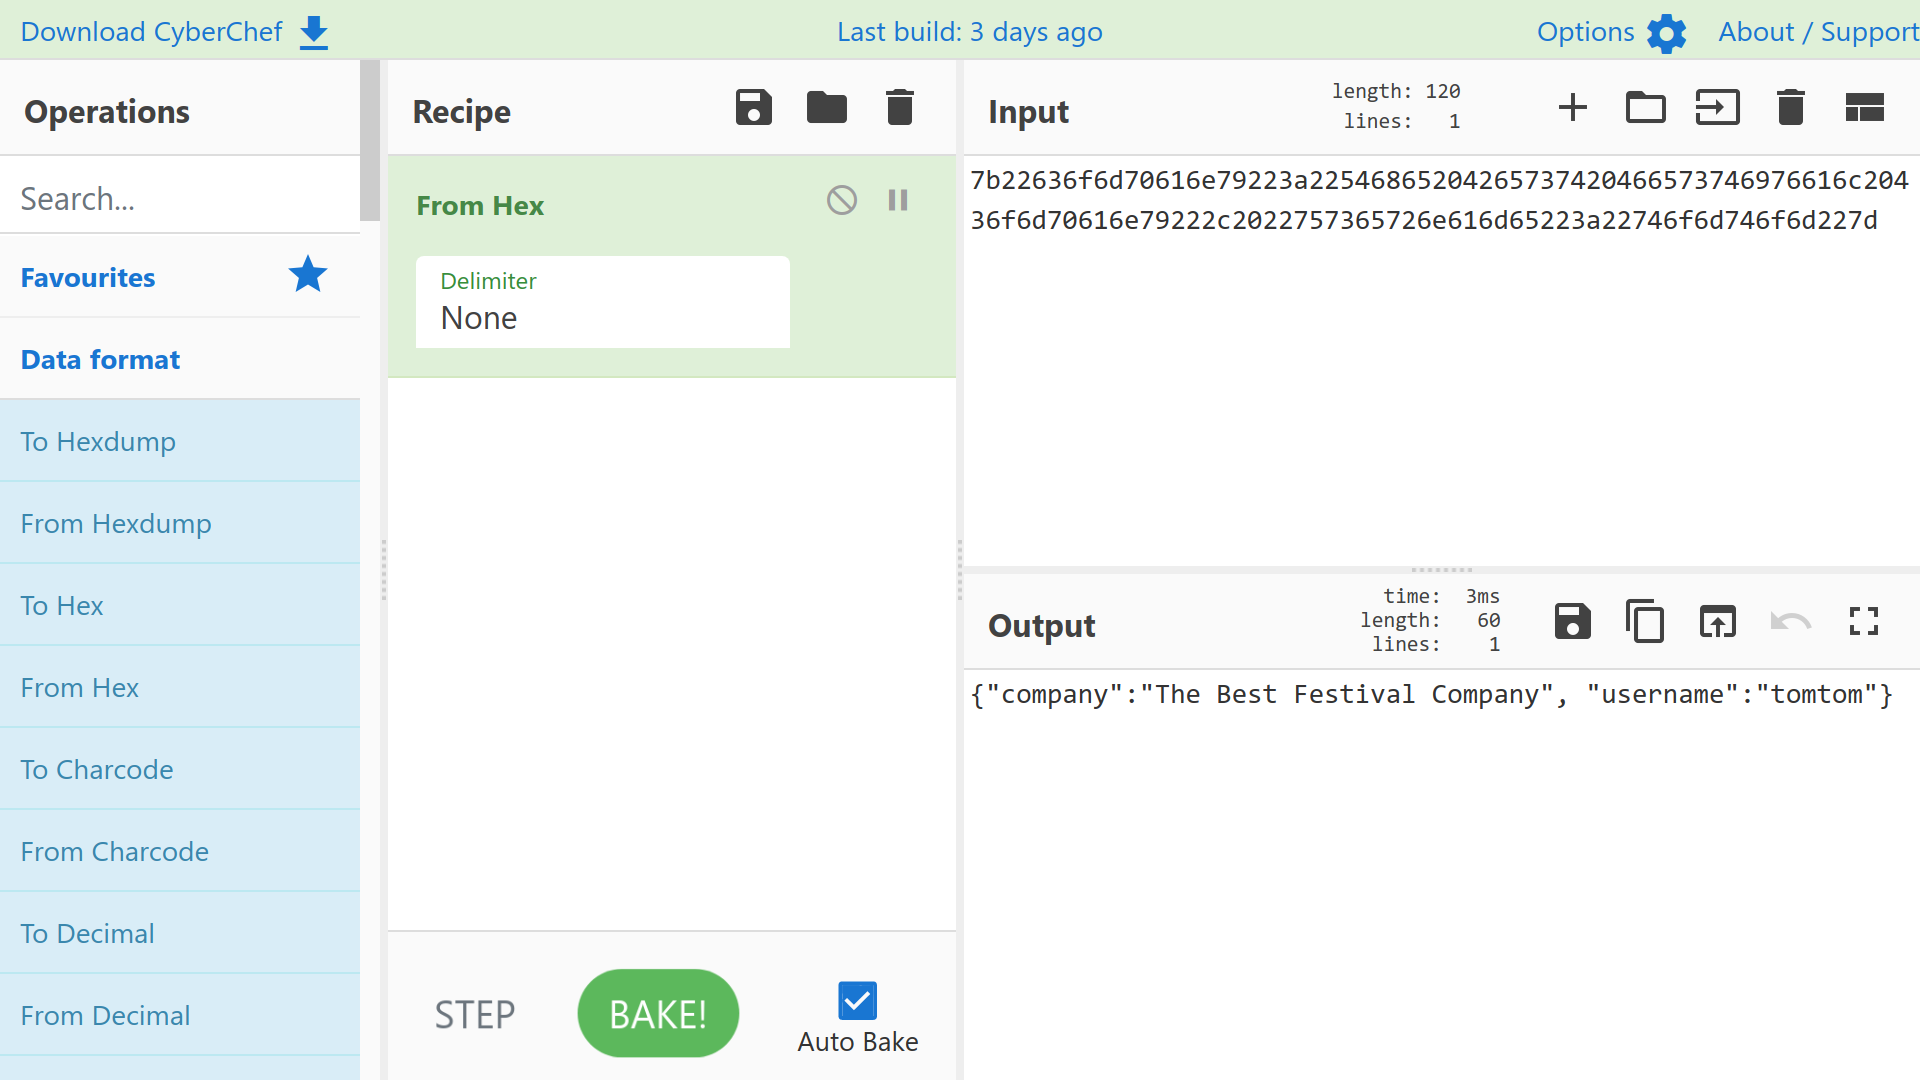 Download CyberChef
Last build: 3 days ago
Options
About / Support
Operations
Search...
Favourites
Data format
To Hexdump
From Hexdump
To Hex
From Hex
To Charcode
From Charcode
To Decimal
From Decimal
Recipe
From Hex
Delimiter
None
STEP
BAKE!
Auto Bake
Input
length: 120
lines: 1
7b22636f6d70616e79223a22546865204265737420466573746976616c204
36f6d70616e79222c2022757365726e616d65223a22746f6d746f6d227d
Output
time: 3ms
length: 60
lines: 1
{"company":"The Best Festival Company", "username":"tomtom"}